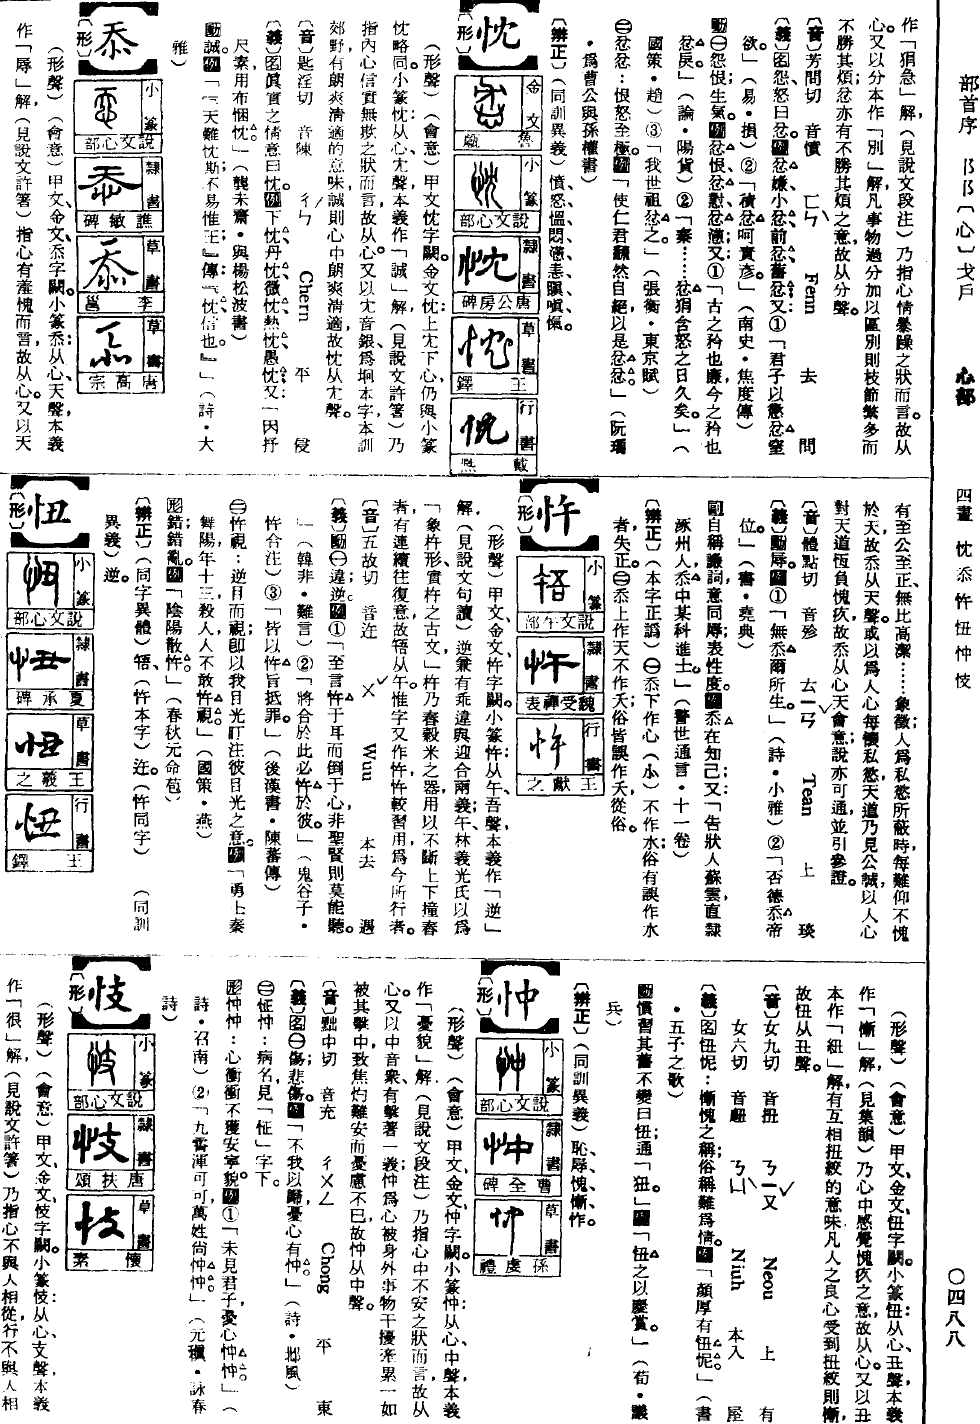 部首序 阝阝〔心〕戈戶 心部 四畫 忱忝忤忸忡忮 ○四八八
作「狷急」解，（見說文段注）乃指心情暴躁之狀而言。故从
心。又以分本作「別」解，凡事物過分加以區別則枝節繁多而
不勝其煩，忿亦有不勝其煩之意，故从分聲。
〔音〕芳問切 音憤 ㄈㄣˋ Fenn 去 問
〔義〕名怨怒曰忿。例忿嫌、小忿、前忿、舊忿；又①「君子以懲忿窒
欲。」（易・損）②「積忿呵責彥。」（南史・焦度傳）
動㊀怨恨生氣。例忿恨、忿懟、忿懣；又①「古之矜也廉，今之矜也
忿戾。」（論・陽貨）②「秦……忿狷含怒之日久矣。」（
國策・趙）③「我世祖忿之。」（張衡・東京賦）
㊁忿忿：恨怒至極。例「使仁君翻然自絕，以是忿忿。」（阮瑀
・爲曹公與孫權書）
〔辨正〕（同訓異義）憤、怒、慍、悶、懣、恚、瞋、嗔、愾。
忱
〔形〕
金文 魯甗
小篆 說文心部
隸書 唐公房碑
草書 王鐸
行書 戴熙
（形聲）（會意）甲文忱字闕。金文忱：上尤下心，仍與小篆
忱略同。小篆忱：从心、尤聲，本義作「誠」解，（見說文許箸）乃
指內心信實無欺之狀而言，故从心。又以尤音銀，爲坰本字，本訓
郊野，有朗爽淸適的意味，誠則心中朗爽淸適，故忱从尤聲。
〔音〕匙淫切 音陳 ㄔㄣˊ Chern 平 侵
〔義〕名眞實之情意曰忱。例下忱、丹忱、微忱、熱忱、愚忱；又「因抒
尺素，用布悃忱。」（龔未齋・與楊松波書）
動誠。例「『天難忱斯，不易惟王。』傳：『忱，信也。』」（詩・大
雅）
忝
〔形〕
小篆 說文心部
隸書 譙敏碑
草書 李邕
草書 唐高宗
（形聲）（會意）甲文、金文忝字闕。小篆忝：从心、天聲，本義
作「辱」解，（見說文許箸）指心有羞愧而言，故从心。又以天
有至公、至正、無比高潔……象徵，人爲私慾所蔽時每難仰不愧
於天，故忝从天聲。或以爲人心每懷私慾，天道乃見公誠，以人心
對天道恆負愧疚，故忝从心天會意，說亦可通，並引參證。
〔音〕體點切 音殄 ㄊㄧㄢˇ Tean 上 琰
〔義〕動辱。例①「無忝爾所生。」（詩・小雅）②「否德忝帝
位。」（書・堯典）
副自稱謙詞，意同辱，表性度。例忝在知己；又「告狀人蘇雲，直隸
涿州人，忝中某科進士。」（警世通言・十一卷）
〔辨正〕（本字正譌）㊀忝下作心（㣺）不作水，俗有誤作水
者，失正。㊁忝上作天不作夭，俗皆誤作夭，從俗。
忤
〔形〕
小篆 說文午部
隸書 魏受禪表
行書 王獻之
（形聲）甲文、金文忤字闕。小篆忤：从午、吾聲，本義作「逆」
解，（見說文句讀）逆兼有乖違與迎合兩義，午林義光氏以爲
「象杵形，實杵之古文，」杵乃舂穀米之器，用以不斷上下撞舂
者，有連續往復意，故啎从午。惟字又作忤，忤較習用，爲今所行者。
〔音〕五故切 音迕 ㄨˋ Wuu 本去 遇
〔義〕動㊀違逆。例①「至言忤于耳而倒于心，非聖賢則莫能聽。
」（韓非・難言）②「將合於此，必忤於彼。」（鬼谷子・
忤合注）③「皆以忤旨抵罪。」（後漢書・陳蕃傳）
㊁忤視：逆目而視，卽以我目光盯注彼目光之意。例「勇士秦
舞陽，年十三，殺人，人不敢忤視。」（國策・燕）
形錯；錯亂。例「陰陽散忤。」（春秋元命苞）
〔辨正〕（同字異體）啎。（忤本字）迕。（忤同字）（同訓
異義）逆。
忸
〔形〕
小篆 說文心部
隸書 夏承碑
草書 王羲之
行書 王鐸
（形聲）（會意）甲文、金文忸字闕。小篆忸：从心、丑聲，本義
作「慚」解，（見集韻）乃心中感覺愧疚之意，故从心。又以丑
本作「紐」解，有互相扭絞的意味，凡人之良心受到扭絞則慚，
故忸从丑聲。
〔音〕女九切 音扭 ㄋㄧㄡˇ Neou 上 有
女六切 音衄 ㄋㄩˋ Niuh 本入 屋
〔義〕名忸怩：慚愧之稱，俗稱難爲情。例「顏厚有忸怩。」（書
・五子之歌）
動慣習其舊不變曰忸，通「狃」。例「忸之以慶賞。」（荀・議
兵）
〔辨正〕（同訓異義）恥、辱、愧、慚、怍。
忡
〔形〕
小篆 說文心部
隸書 曹全碑
草書 孫虔禮
（形聲）（會意）甲文、金文忡字闕。小篆忡：从心、中聲，本義
作「憂貌」解，（見說文段注）乃指心中不安之狀而言，故从
心。又以中音衆，有擊著一義，忡爲心被身外事物干擾牽累，一如
被其擊中，致焦灼難安而憂慮不已，故忡从中聲。
〔音〕黜中切 音充 ㄔㄨㄥ Chong 平 東
〔義〕名㊀傷；悲傷。例「不我以歸，憂心有忡。」（詩・邶風）
㊁怔忡：病名，見「怔」字下。
形忡忡：心衝衝不獲安寧貌。例①「未見君子，憂心忡忡。」（
詩・召南）②「九霄渾可可，萬姓尙忡忡。」（元稹・詠春
詩）
忮
〔形〕
小篆 說文心部
隸書 唐扶頌
草書 懷素
（形聲）（會意）甲文、金文忮字闕。小篆忮：从心、支聲，本義
作「很」解，（見說文許箸）乃指心不與人相從，行不與人相